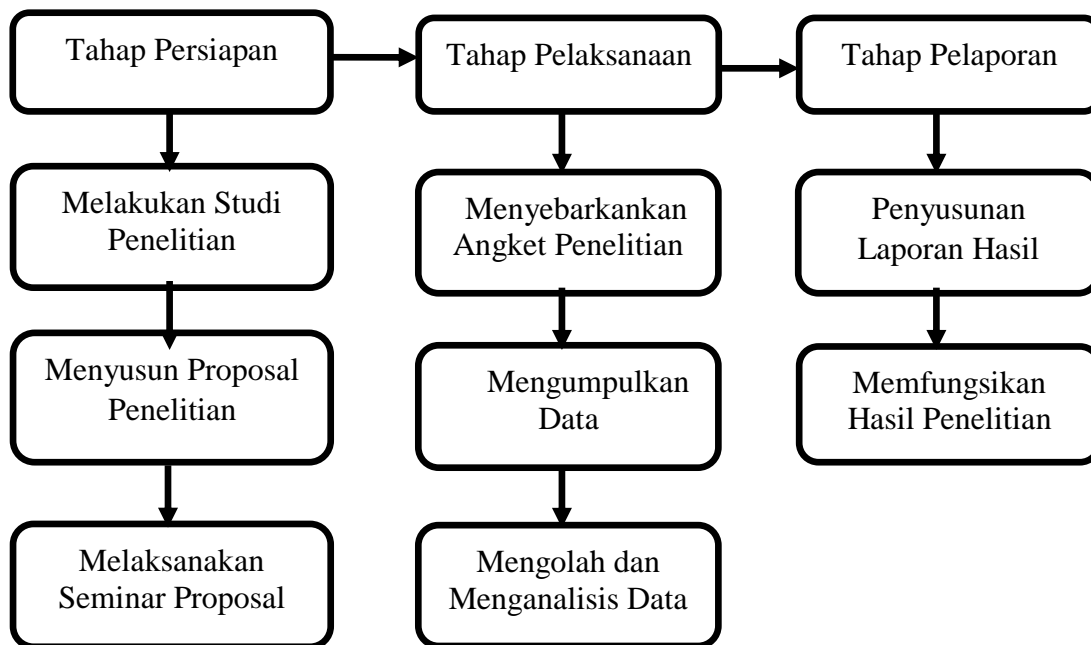 Tahap Persiapan
Tahap Pelaksanaan
Tahap Pelaporan
Melakukan Studi
Penelitian
Menyebarkankan
Angket Penelitian
Penyusunan
Laporan Hasil
Menyusun Proposal
Penelitian
Mengumpulkan
Data
Memfungsikan
Hasil Penelitian
Melaksanakan
Seminar Proposal
Mengolah dan
Menganalisis Data